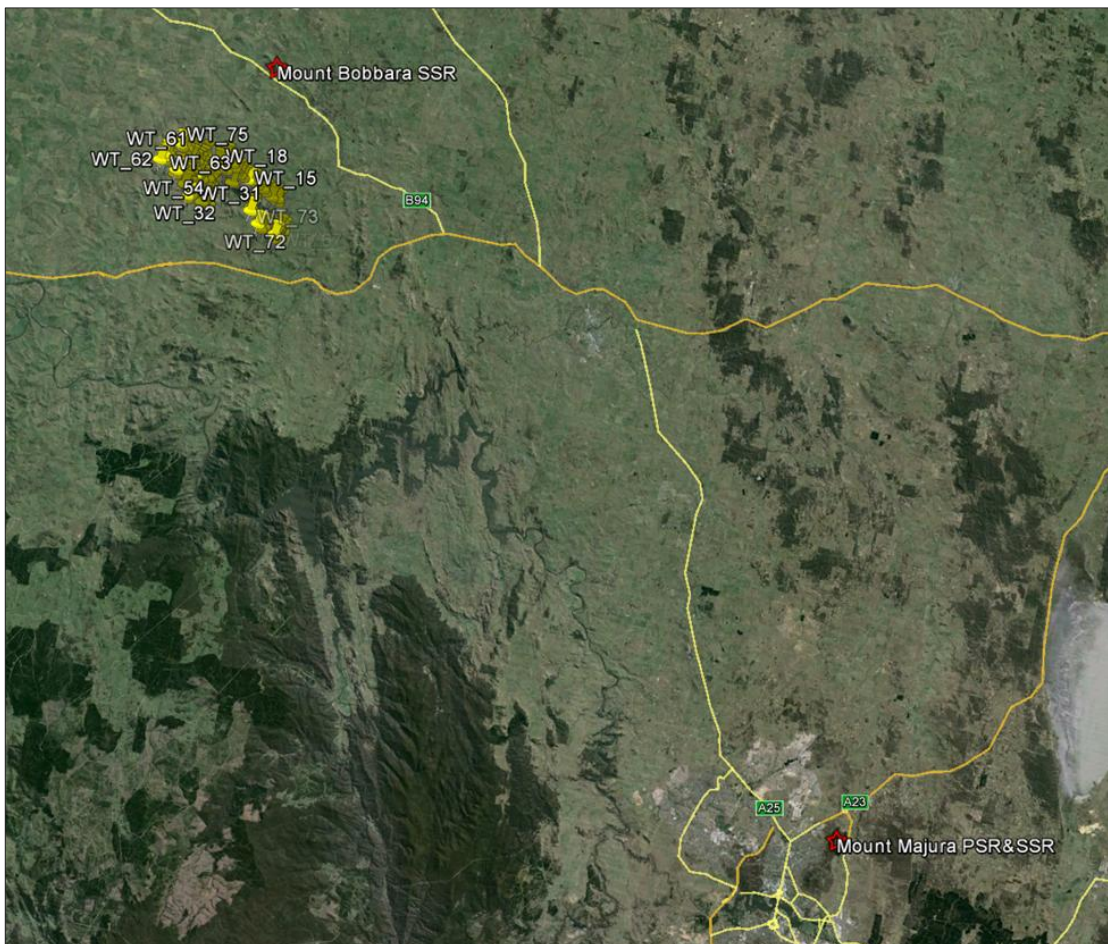 Mount Bobbara SSR
WT_61
WT_75
WT_62
WT_63
WT_18
WT_15
WT_54
WT_31
WT_32
WT_73
WT_72
B94
A25
A23
Mount Majura PSR&SSR